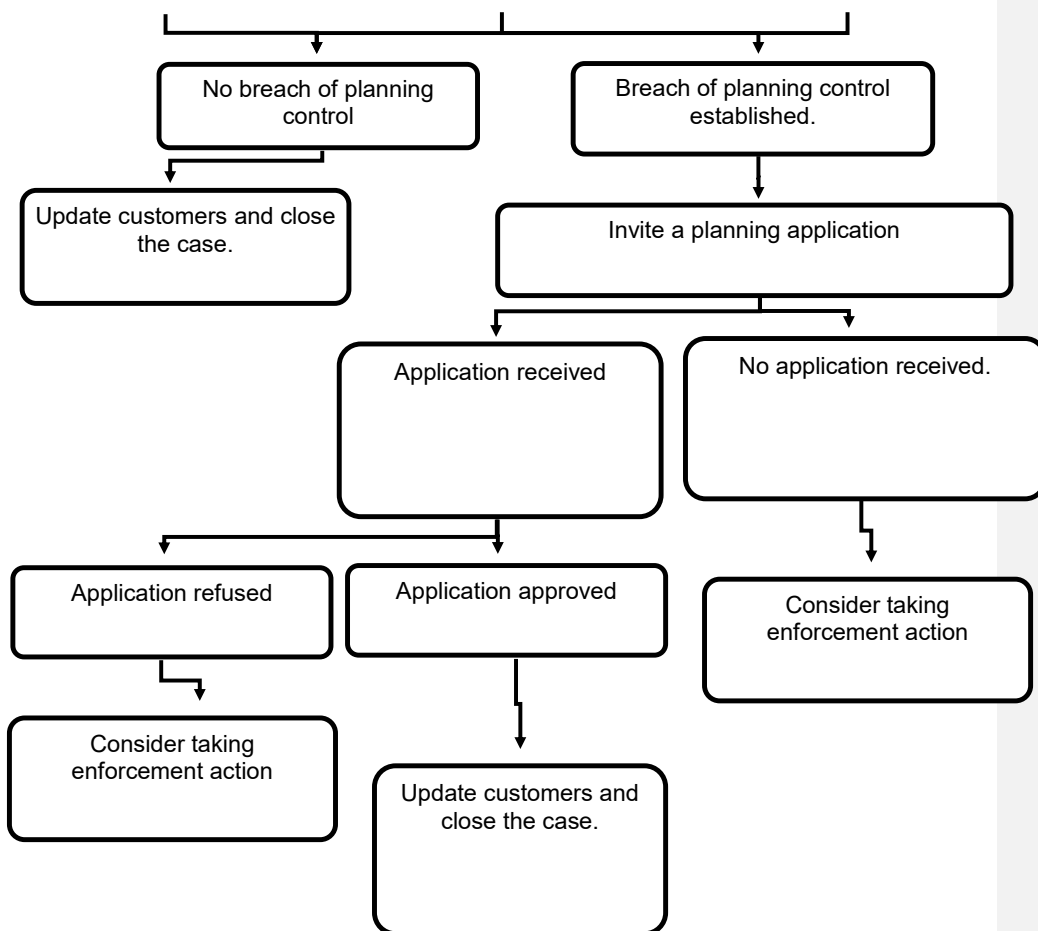 No breach of planning
control
Breach of planning control
established.
Update customers and close
the case.
Invite a planning application
Application received
No application received.
Application refused
Application approved
Consider taking
enforcement action
Consider taking
enforcement action
Update customers and
close the case.